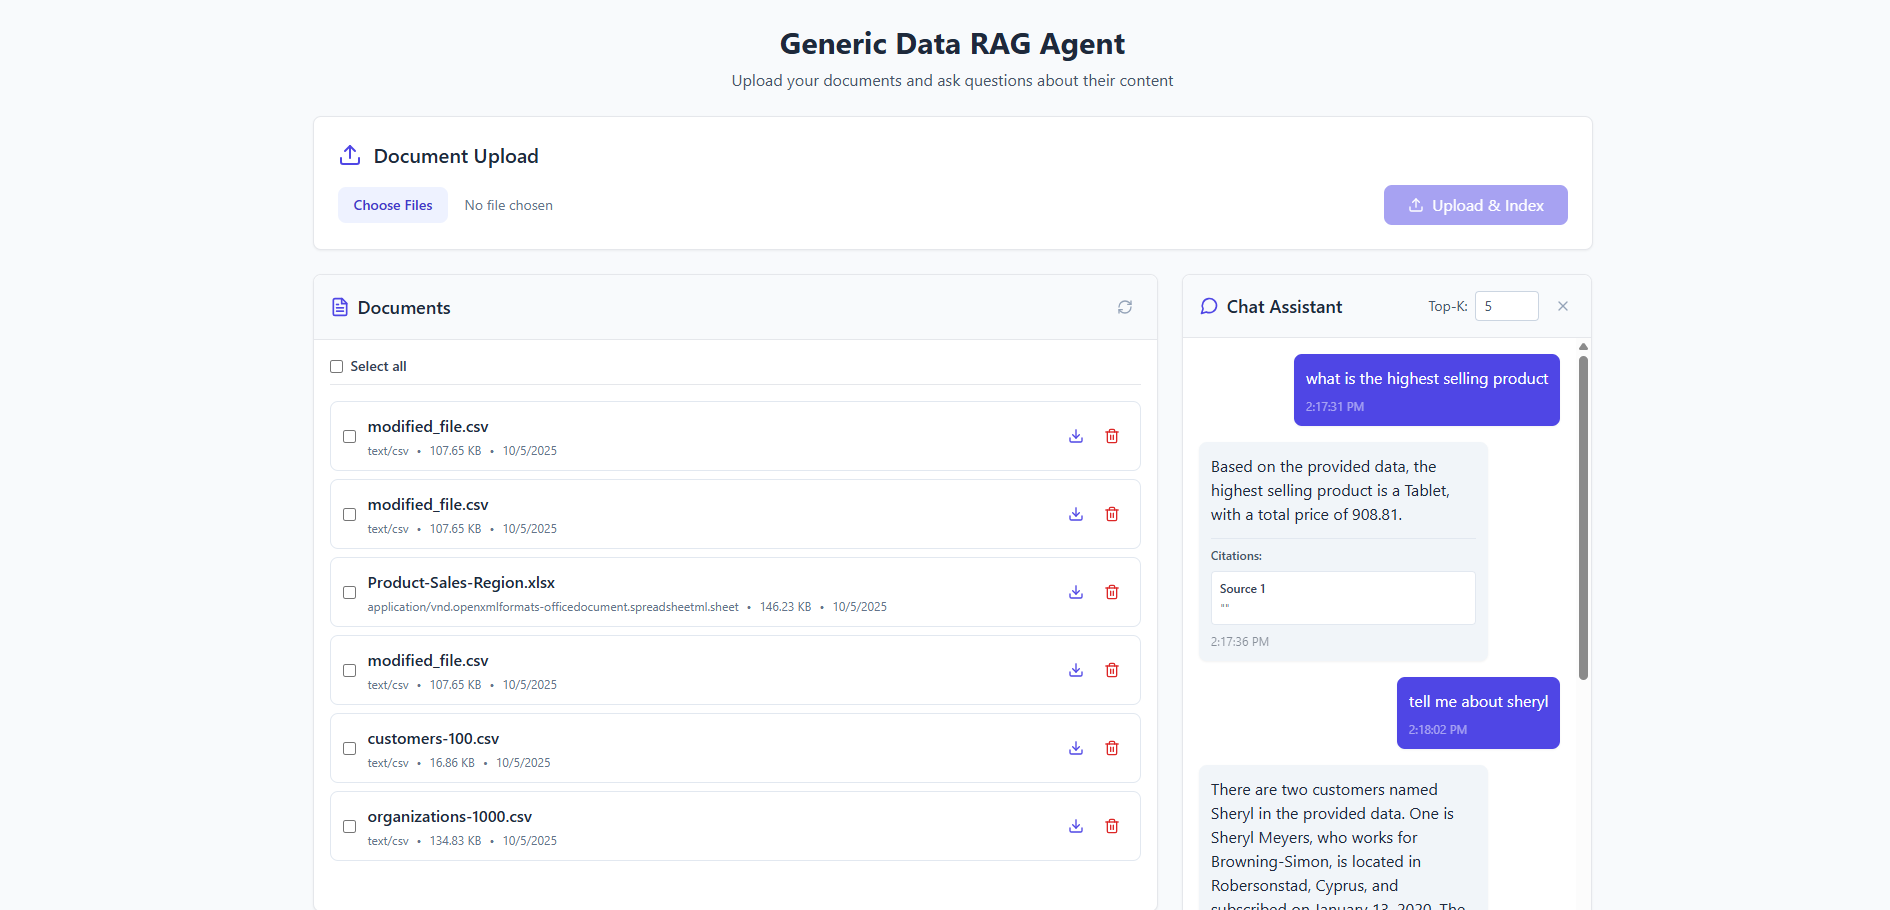 Generic Data RAG Agent
Upload your documents and ask questions about their content
Document Upload
Choose Files No file chosen
Upload & Index
Documents
Select all
modified_file.csv
text/csv • 107.65 KB • 10/5/2025
modified_file.csv
text/csv • 107.65 KB • 10/5/2025
Product-Sales-Region.xlsx
application/vnd.openxmlformats-officedocument.spreadsheetml.sheet • 146.23 KB • 10/5/2025
modified_file.csv
text/csv • 107.65 KB • 10/5/2025
customers-100.csv
text/csv • 16.86 KB • 10/5/2025
organizations-1000.csv
text/csv • 134.83 KB • 10/5/2025
Chat Assistant
Top-K: 5
what is the highest selling product
2:17:31 PM
Based on the provided data, the
highest selling product is a Tablet,
with a total price of 908.81.
Citations:
Source 1
""
2:17:36 PM
tell me about sheryl
2:18:02 PM
There are two customers named
Sheryl in the provided data. One is
Sheryl Meyers, who works for
Browning-Simon, is located in
Robersonstad, Cyprus, and
subscribed on January 13, 2020. The